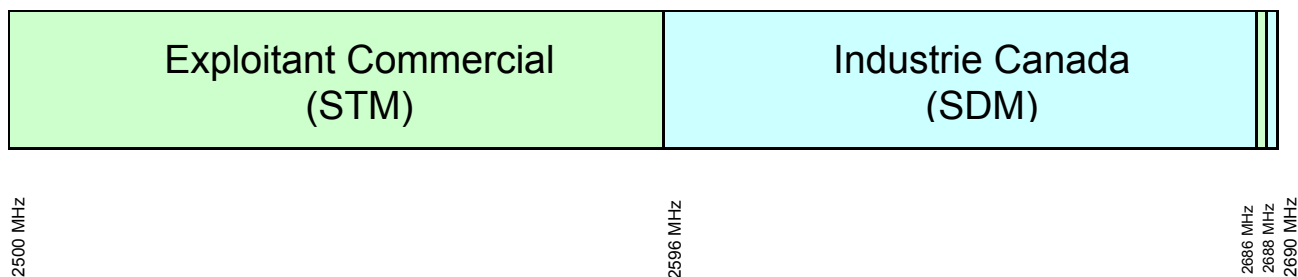 Exploitant Commercial
(STM)
Industrie Canada
(SDM)
2500 MHz
2596 MHz
2686 MHz
2688 MHz
2690 MHz